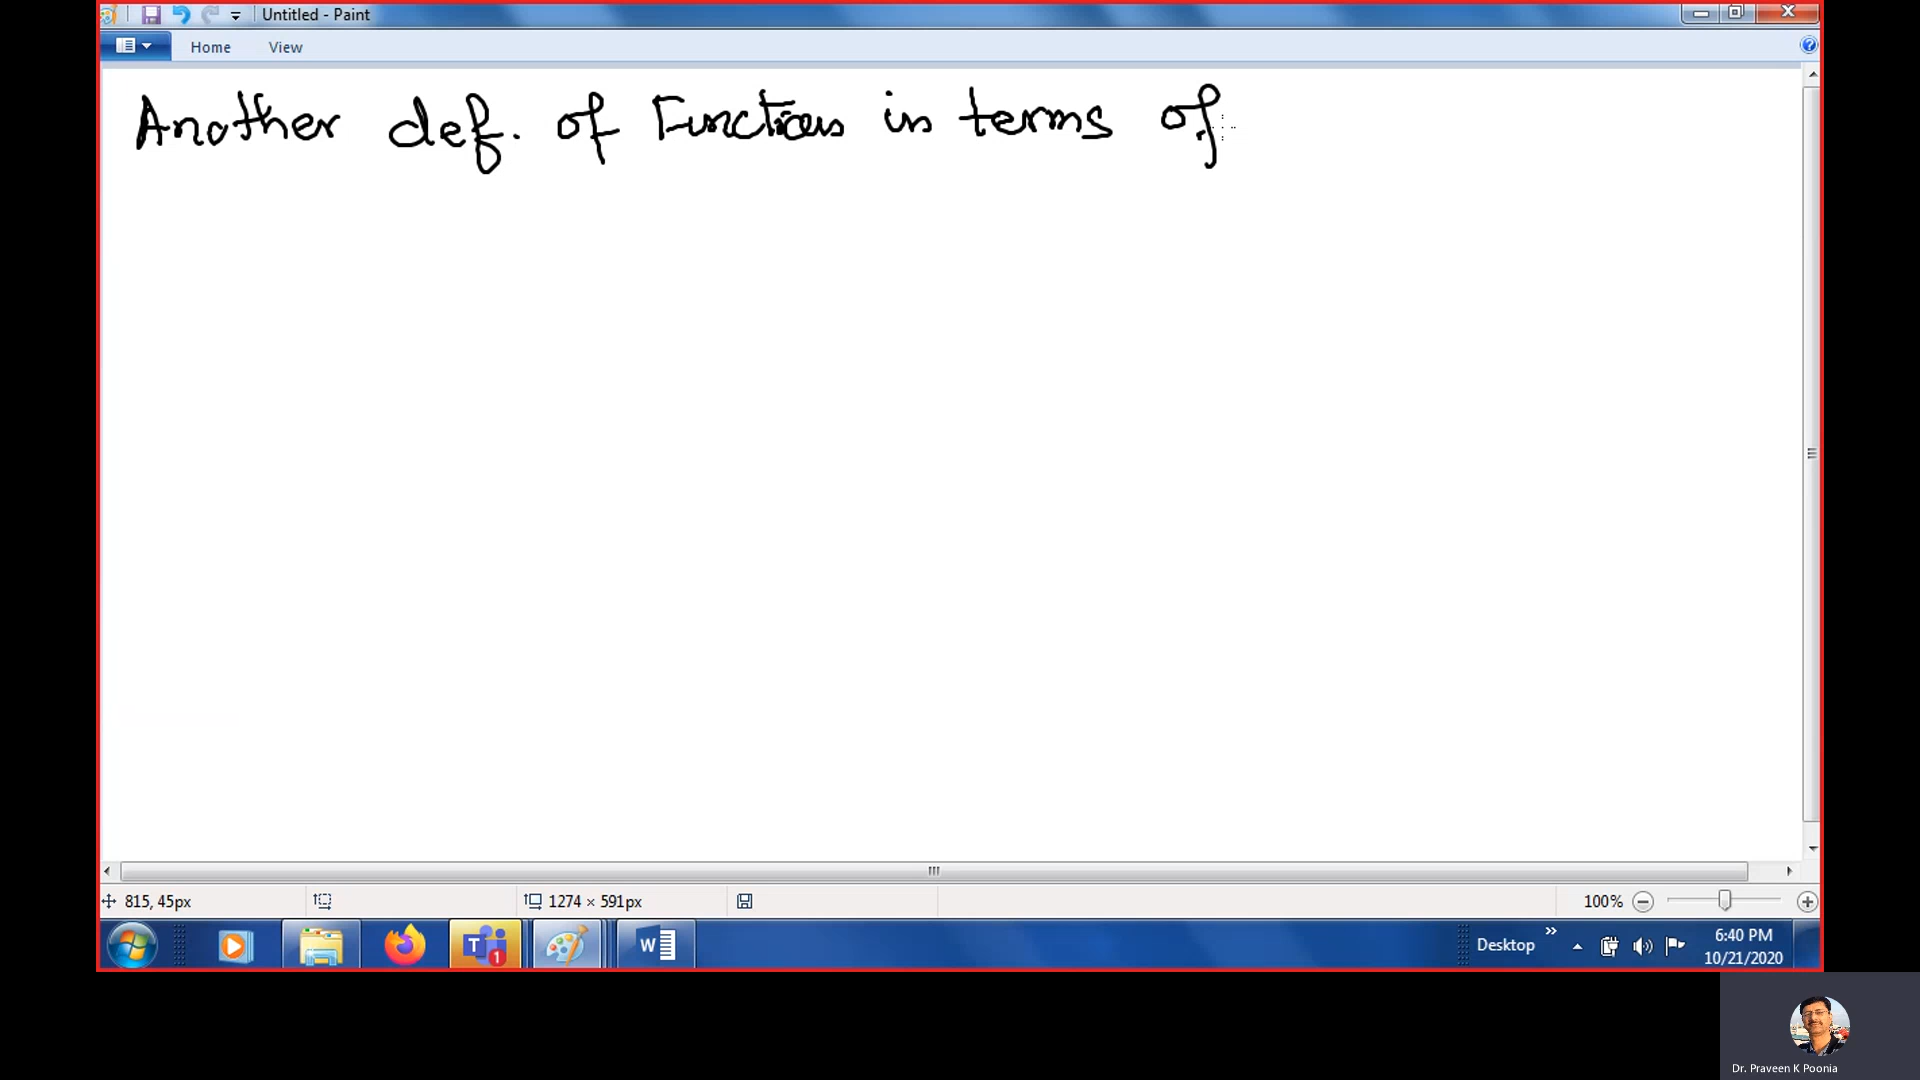 Untitled - Paint
Home View
Another def. of Function in terms of
815, 45px
1274 × 591px
100%
Desktop
6:40 PM
10/21/2020
Dr. Praveen K Poonia